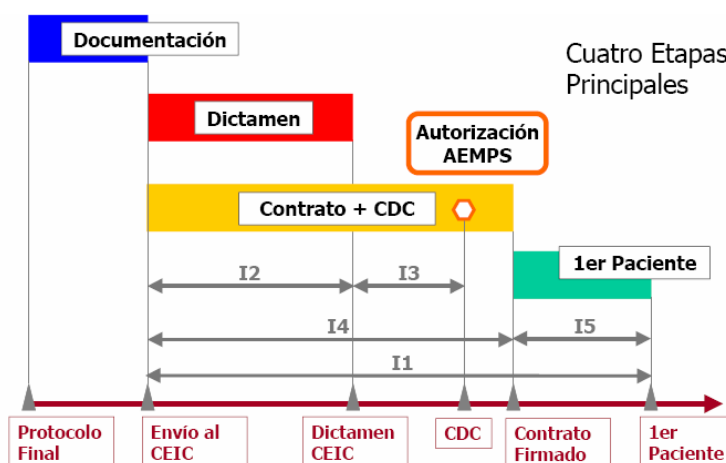 Documentación
Cuatro Etapas
Principales
Dictamen
Autorización
AEMPS
Contrato + CDC
1er Paciente
I2
I3
I4
I5
I1
Protocolo
Final
Envío al
CEIC
Dictamen
CEIC
CDC
Contrato
Firmado
1er
Paciente